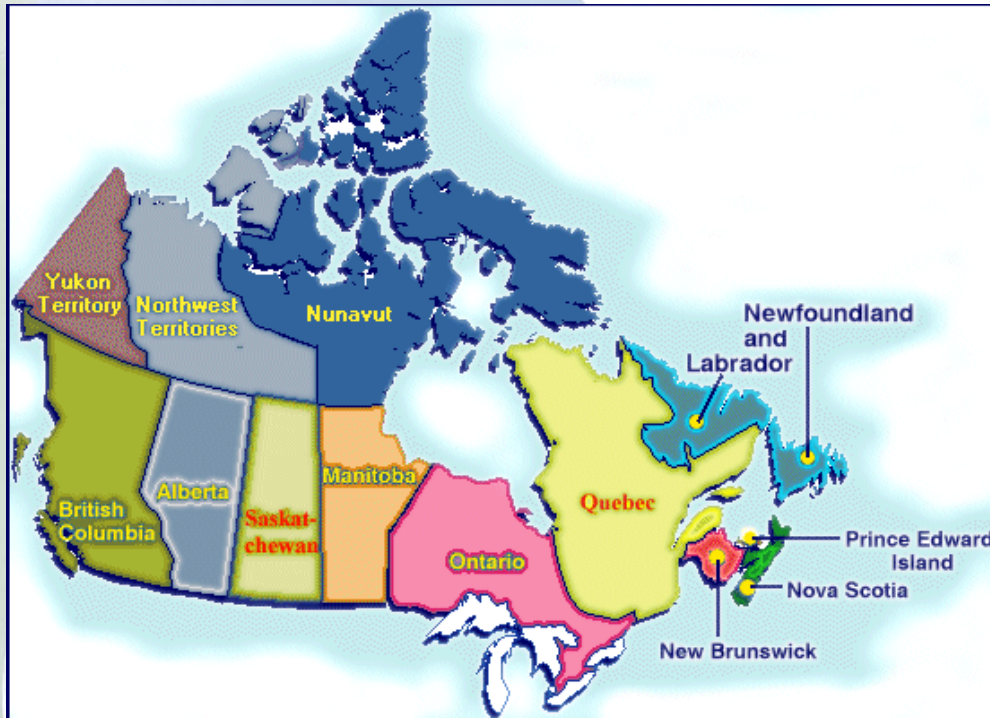 Yukon
Territory
Northwest
Territories
Nunavut
Newfoundland
and
Labrador
British
Columbia
Alberta
Saskat-
chewan
Manitoba
Ontario
Quebec
Prince Edward
Island
Nova Scotia
New Brunswick